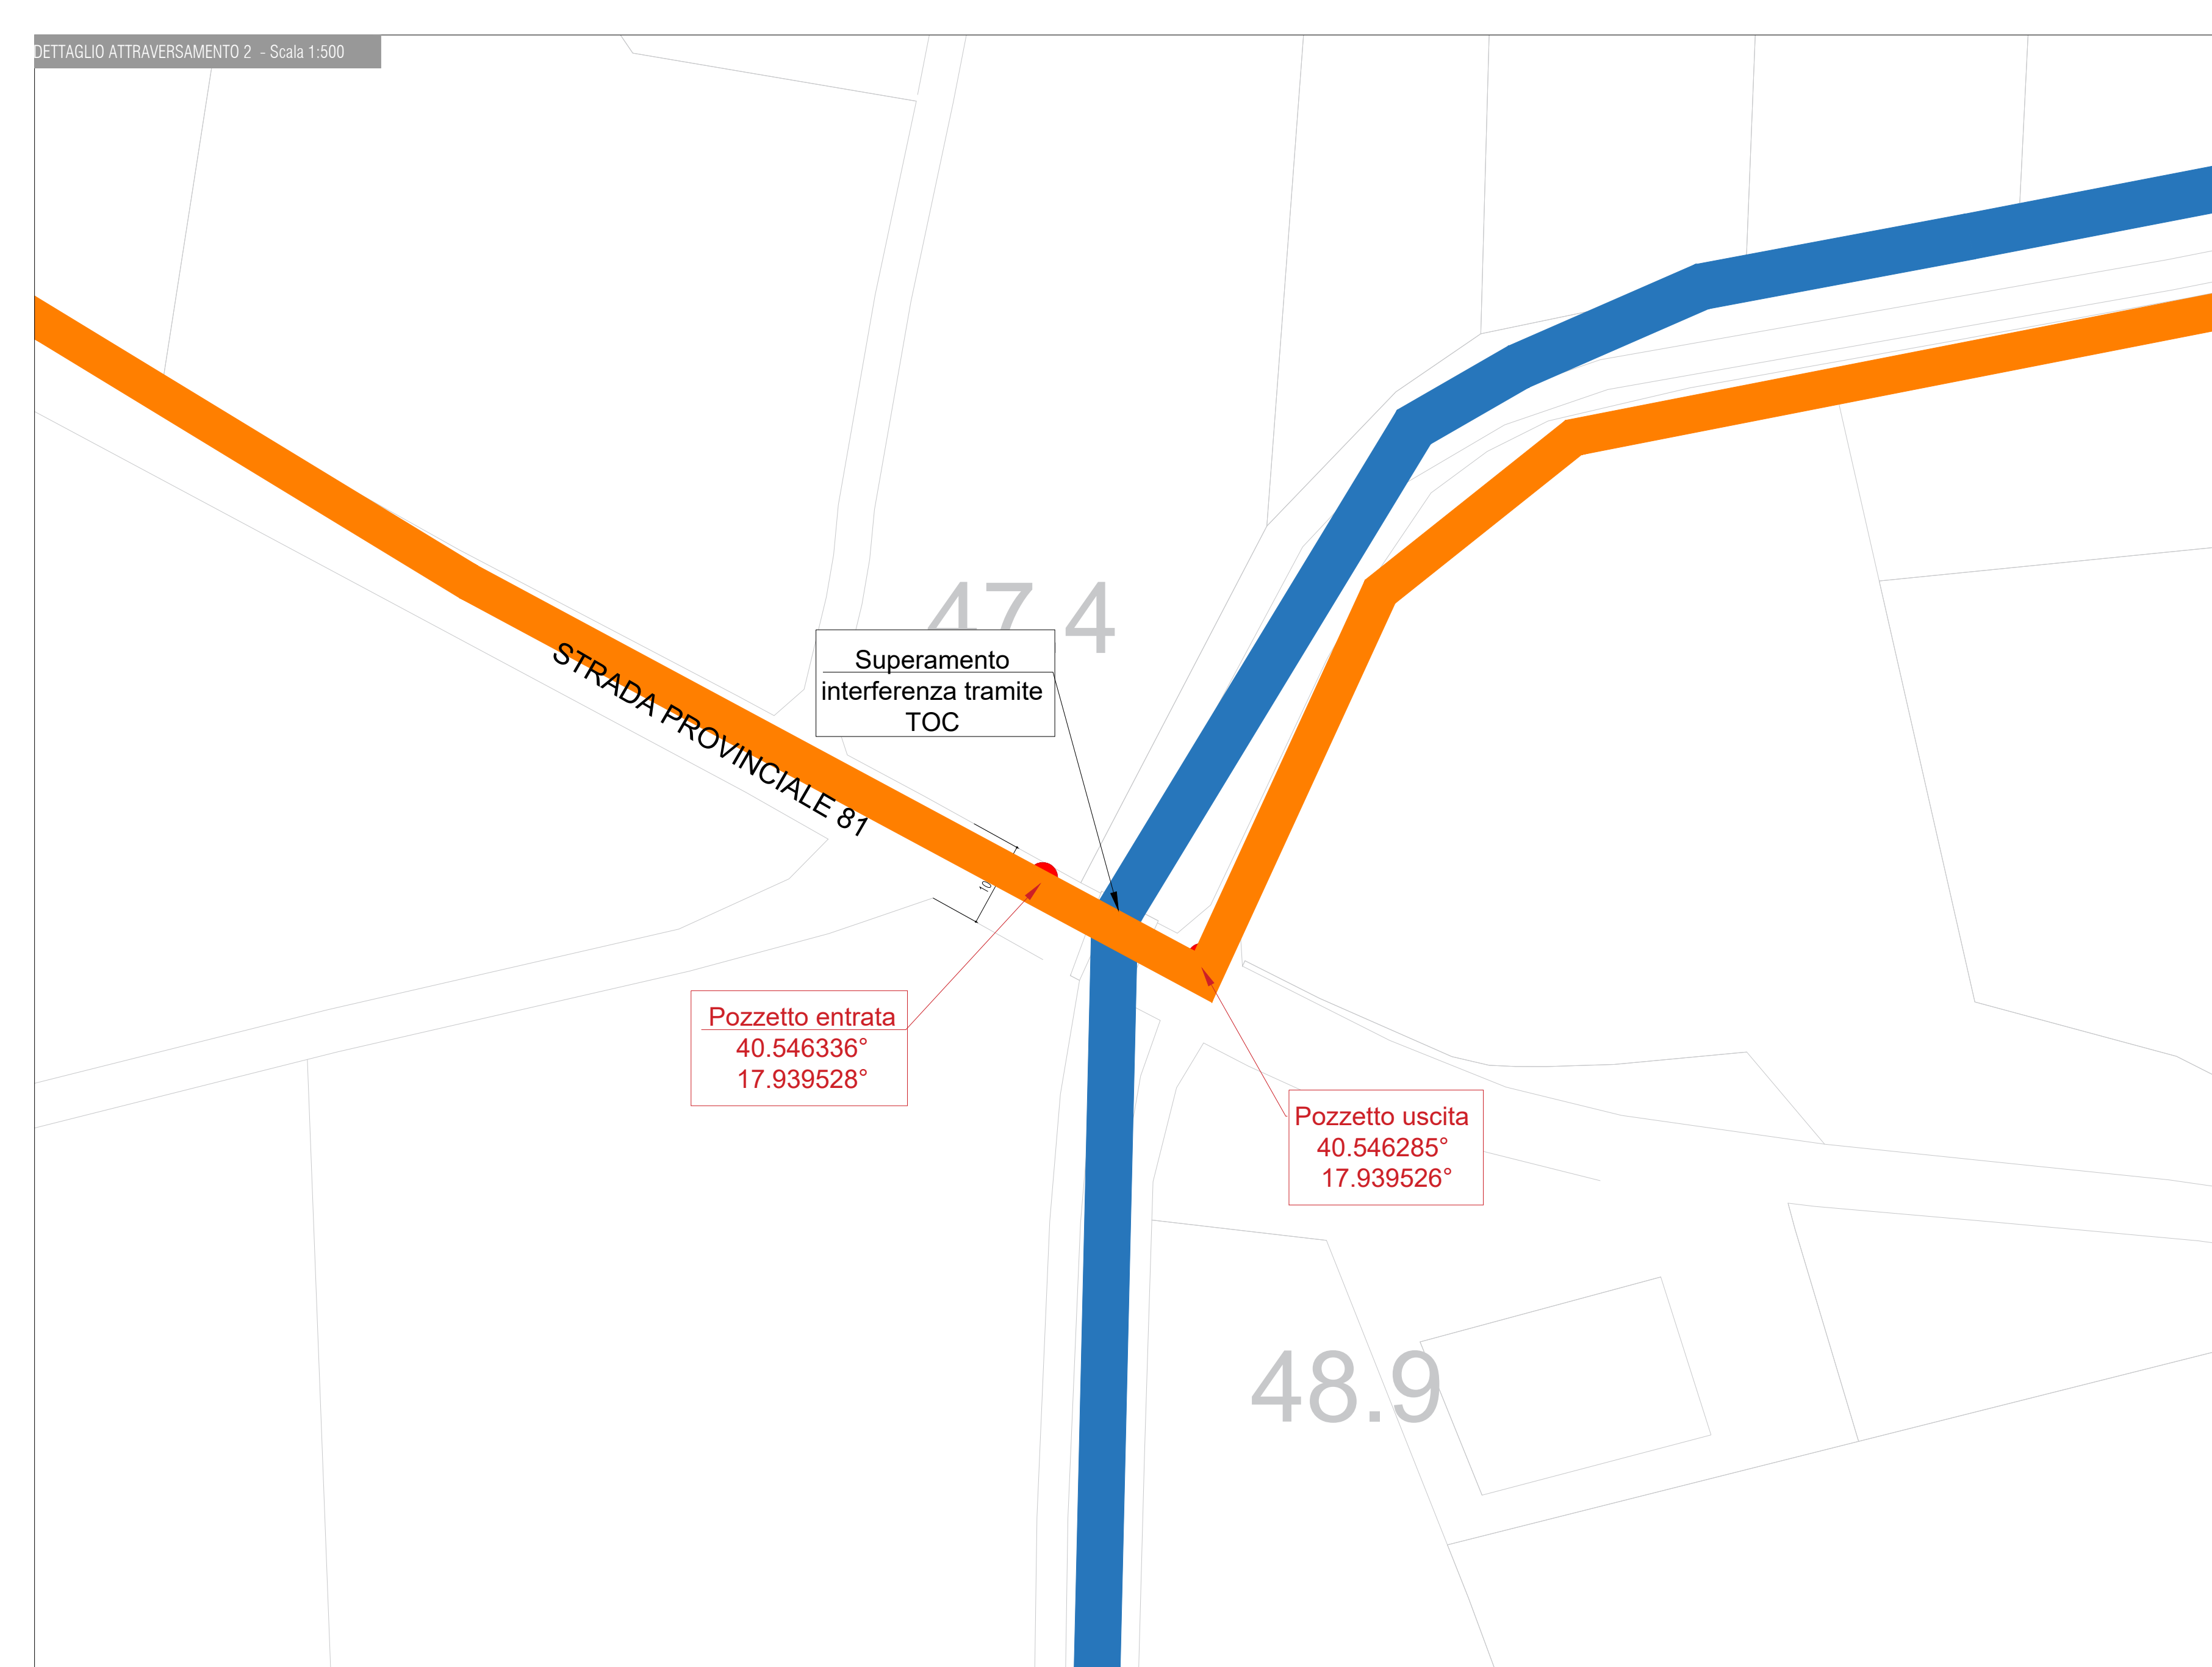 DETTAGLIO ATTRAVERSAMENTO 2 - Scala 1:500
47.4
Superamento
interferenza tramite
TOC
STRADA PROVINCIALE 81
10
Pozzetto entrata
40.546336°
17.939528°
Pozzetto uscita
40.546285°
17.939526°
48.9